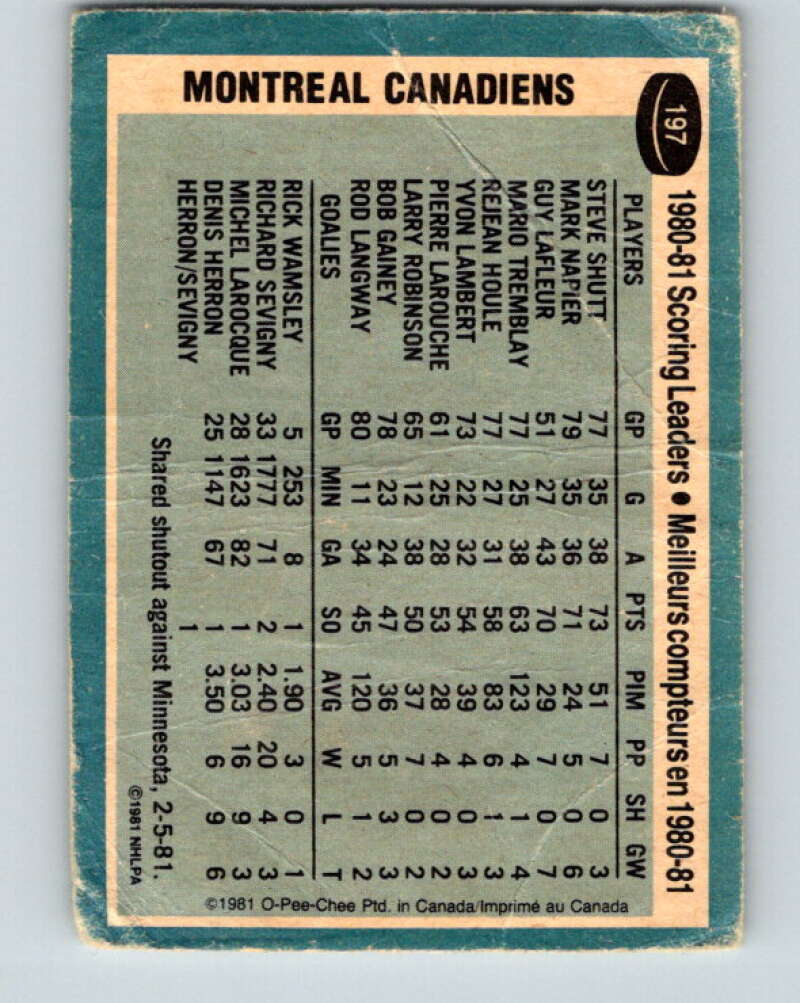 MONTREAL CANADIENS
197
1980-81 Scoring Leaders • Meilleurs compteurs en 1980-81
PLAYERS GP G A PTS PIM PP SH GW
STEVE SHUTT 77 35 38 73 51 7 0 3
MARK NAPIER 79 35 36 71 24 5 0 6
GUY LAFLEUR 51 27 43 70 29 7 0 7
MARIO TREMBLAY 77 25 38 63 123 4 1 4
REJEAN HOULE 77 27 31 58 83 6 1 3
YVON LAMBERT 73 22 32 54 39 4 0 3
PIERRE LAROUCHE 61 25 28 53 28 4 0 2
LARRY ROBINSON 65 12 38 50 37 7 0 2
BOB GAINEY 78 23 24 47 36 5 3 3
ROD LANGWAY 80 11 34 45 120 5 1 2
GOALIES GP MIN GA SO AVG W L T
RICK WAMSLEY 5 253 8 1 1.90 3 0 1
RICHARD SEVIGNY 33 1777 71 2 2.40 20 4 3
MICHEL LAROCQUE 28 1623 82 1 3.03 16 9 3
DENIS HERRON 25 1147 67 1 3.50 6 9 6
HERRON/SEVIGNY 1
Shared shutout against Minnesota, 2-5-81.
©1981 NHLPA
©1981 O-Pee-Chee Ptd. in Canada/Imprimé au Canada